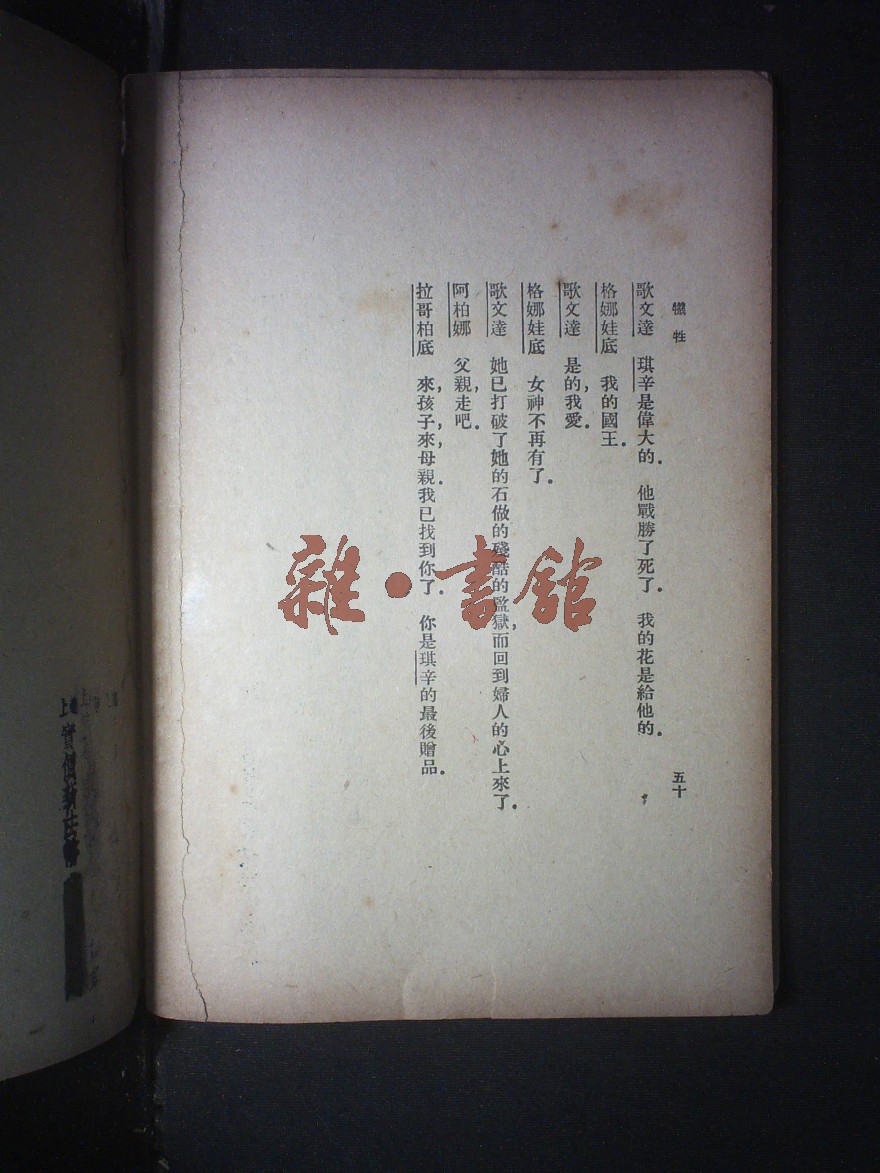 犧牲
五十
歌文達 琪辛是偉大的．他戰勝了死了．我的花是給他的．
格娜娃底 我的國王．
歌文達 是的，我愛．
格娜娃底 女神不再有了．
歌文達 她已打破了她的石做的殘酷的監獄，而回到婦人的心上來了．
阿柏娜 父親，走吧．
拉哥柏底 來，孩子，來，母親．我已找到你了．你是琪辛的最後贈品．
雜·書館